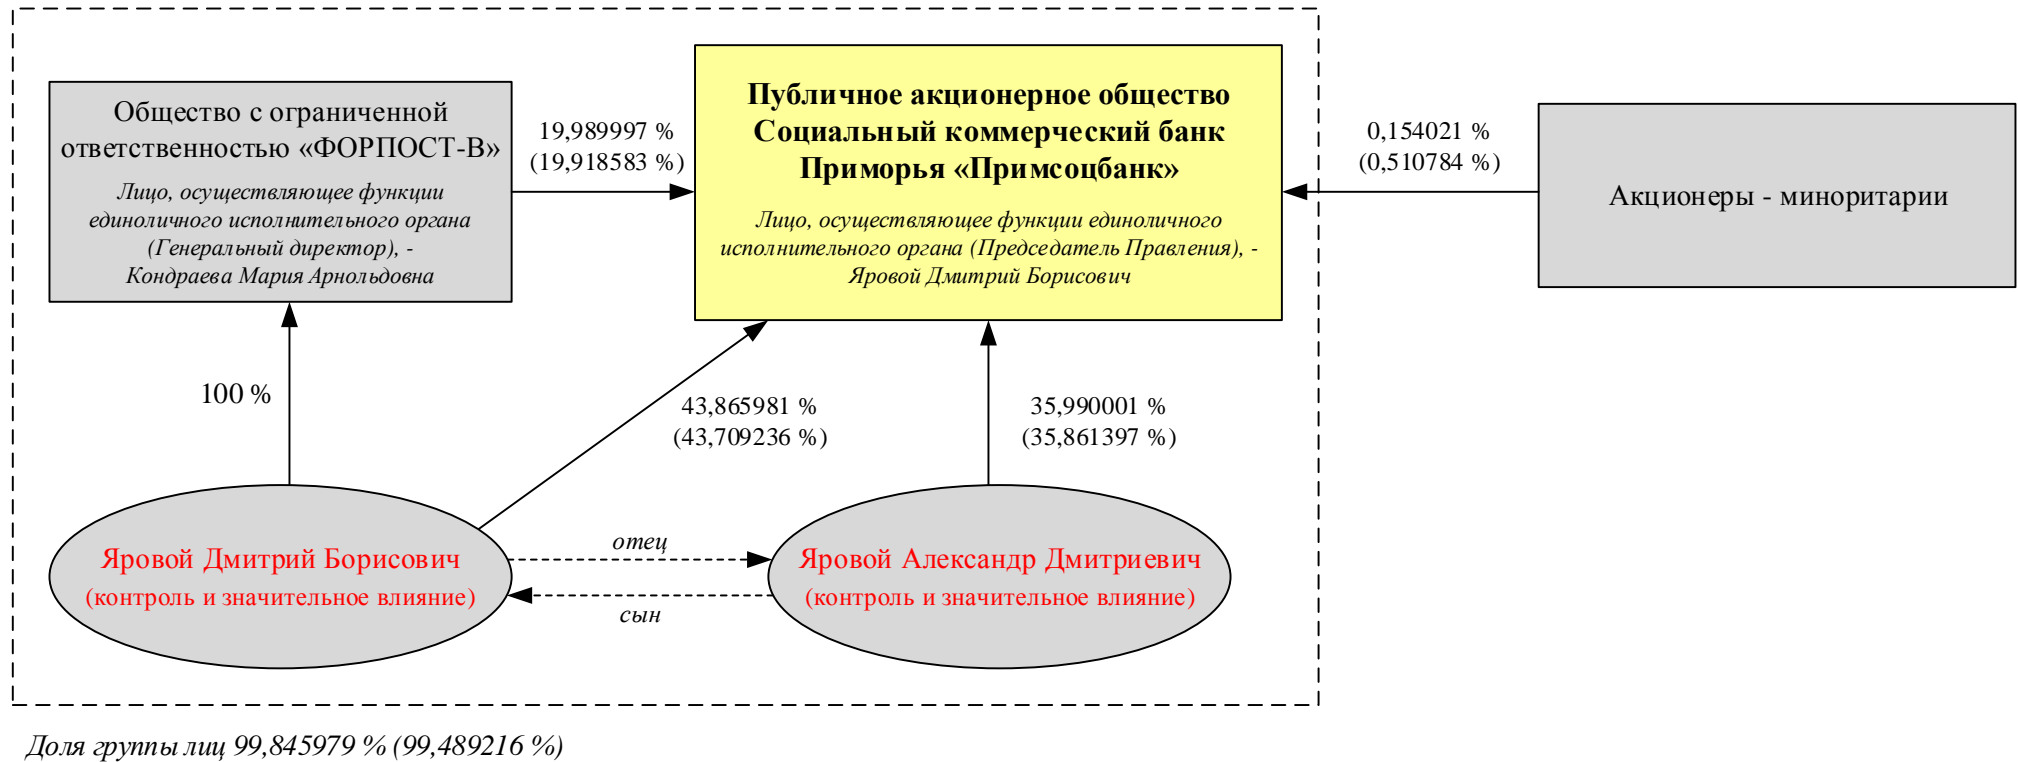 Общество с ограниченной
ответственностью «ФОРПОСТ-В»
Лицо, осуществляющее функции
единоличного исполнительного органа
(Генеральный директор), -
Кондраева Мария Арнольдовна
19,989997 %
(19,918583 %)
Публичное акционерное общество
Социальный коммерческий банк
Приморья «Примсоцбанк»
Лицо, осуществляющее функции единоличного
исполнительного органа (Председатель Правления), -
Яровой Дмитрий Борисович
0,154021 %
(0,510784 %)
Акционеры - миноритарии
100 %
43,865981 %
(43,709236 %)
35,990001 %
(35,861397 %)
Яровой Дмитрий Борисович
(контроль и значительное влияние)
отец
сын
Яровой Александр Дмитриевич
(контроль и значительное влияние)
Доля группы лиц 99,845979 % (99,489216 %)